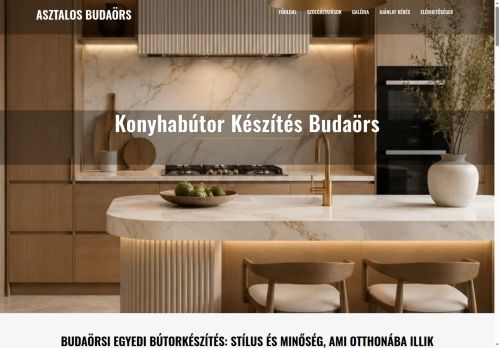 ASZTALOS BUDAÖRS
FŐOLDAL SZOLGÁLTATÁSOK GALÉRIA AJÁNLAT KÉRÉS ELÉRHETŐSÉGEK
Konyhabútor Készítés Budaörs
BUDAÖRSI EGYEDI BÚTORKÉSZÍTÉS: STÍLUS ÉS MINŐSÉG, AMI OTTHONÁBA ILLIK